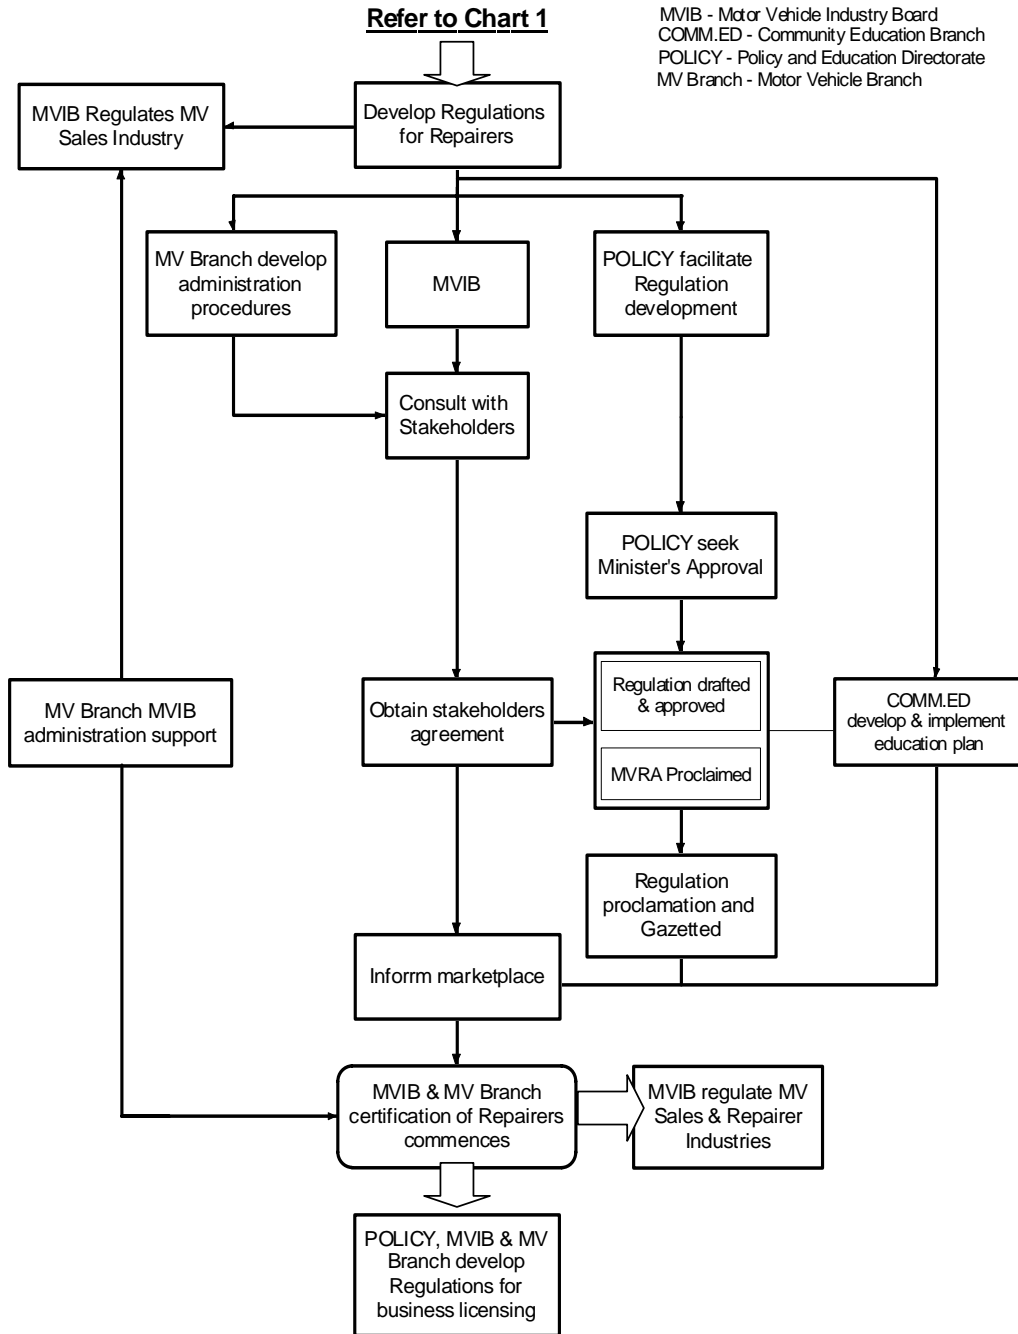 Refer to Chart 1
MVIB - Motor Vehicle Industry Board
COMM.ED - Community Education Branch
POLICY - Policy and Education Directorate
MV Branch - Motor Vehicle Branch
MVIB Regulates MV
Sales Industry
Develop Regulations
for Repairers
MV Branch develop
administration
procedures
MVIB
POLICY facilitate
Regulation
development
Consult with
Stakeholders
POLICY seek
Minister's Approval
MV Branch MVIB
administration support
Obtain stakeholders
agreement
Regulation drafted
& approved
MVRA Proclaimed
COMM.ED
develop & implement
education plan
Regulation
proclamation and
Gazetted
Inforrm marketplace
MVIB & MV Branch
certification of Repairers
commences
MVIB regulate MV
Sales & Repairer
Industries
POLICY, MVIB & MV
Branch develop
Regulations for
business licensing